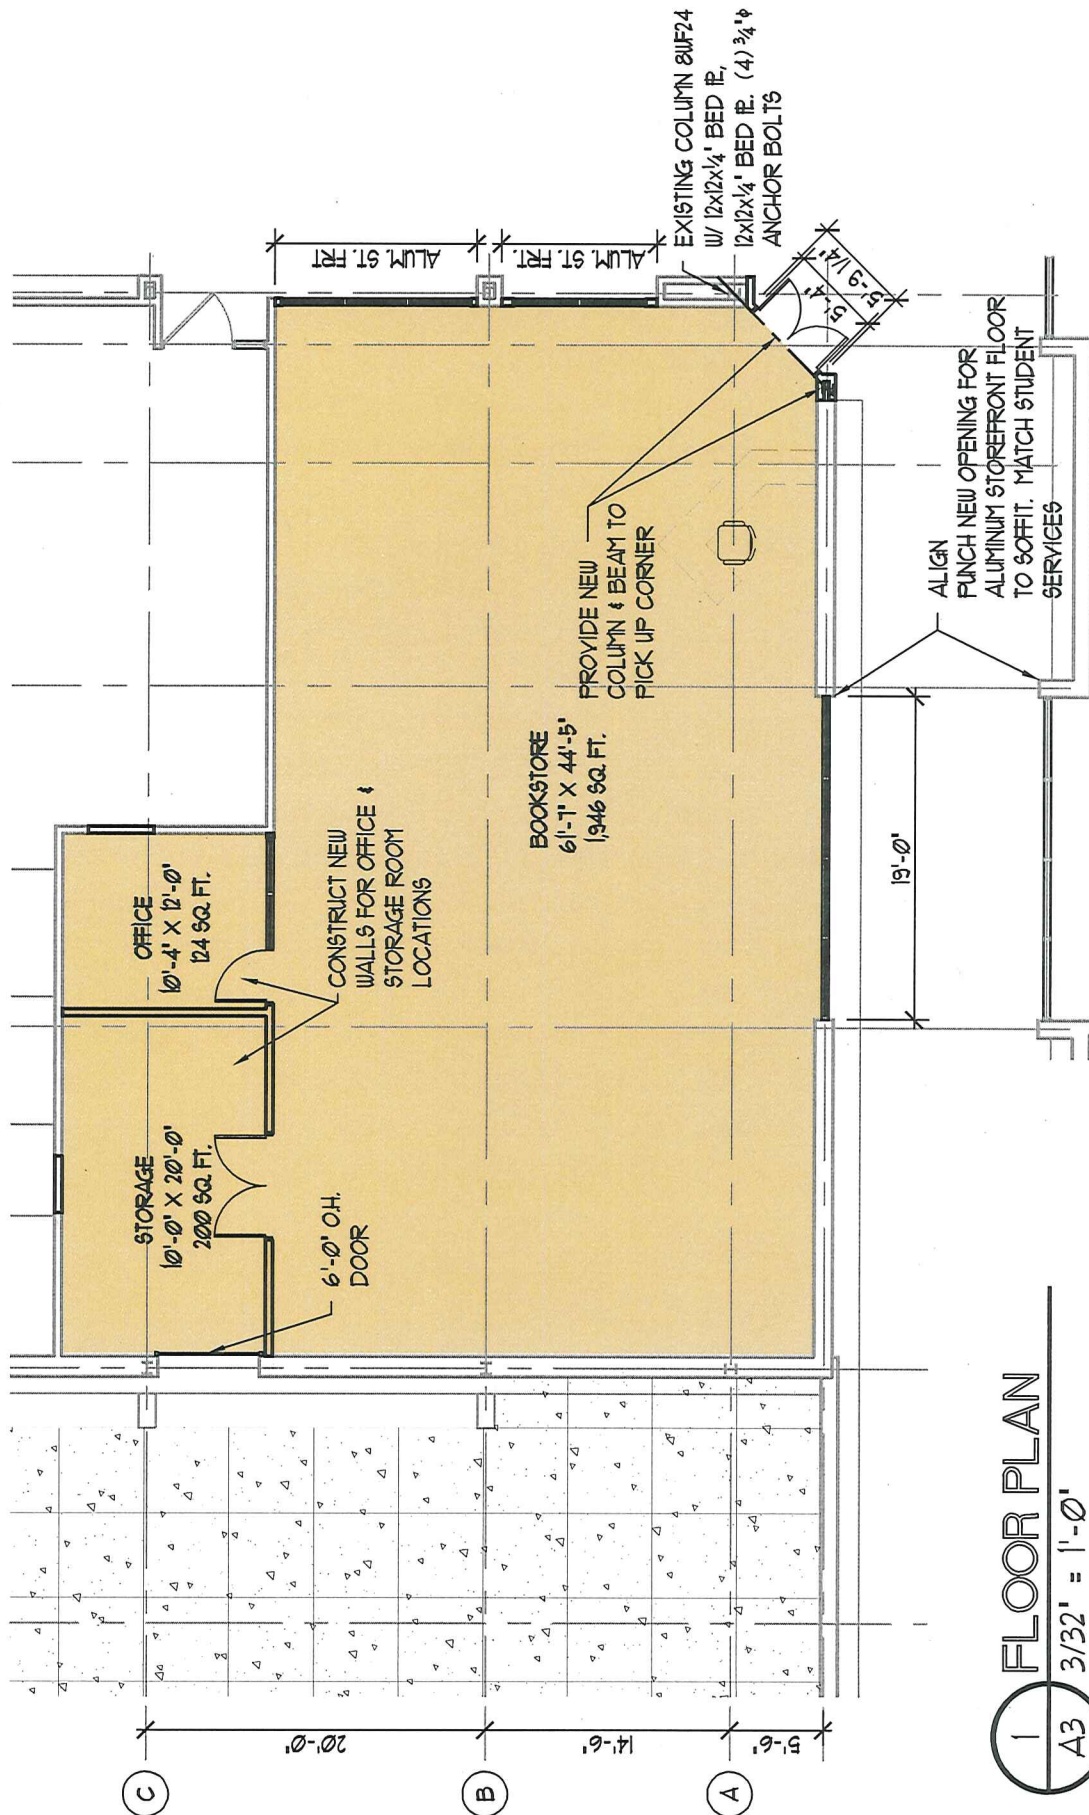 EXISTING COLUMN 8WF24
W/ 12x12x1/4" BED PL,
12x12x1/4" BED PL. (4) 3/4"φ
ANCHOR BOLTS
ALUM. ST. FRT.
ALUM. ST. FRT.
5'-4"
5'-9 1/4"
OFFICE
10'-4" X 12'-0"
124 SQ. FT.
CONSTRUCT NEW
WALLS FOR OFFICE &
STORAGE ROOM
LOCATIONS
STORAGE
10'-0" X 20'-0"
200 SQ. FT.
6'-0" O.H.
DOOR
BOOKSTORE
61'-7" X 44'-5"
1,946 SQ. FT.
PROVIDE NEW
COLUMN & BEAM TO
PICK UP CORNER
ALIGN
PUNCH NEW OPENING FOR
ALUMINUM STOREFRONT FLOOR
TO SOFFIT. MATCH STUDENT
SERVICES
19'-0"
20'-0"
14'-6"
5'-6"
C
B
A
1
A3
FLOOR PLAN
3/32" = 1'-0"